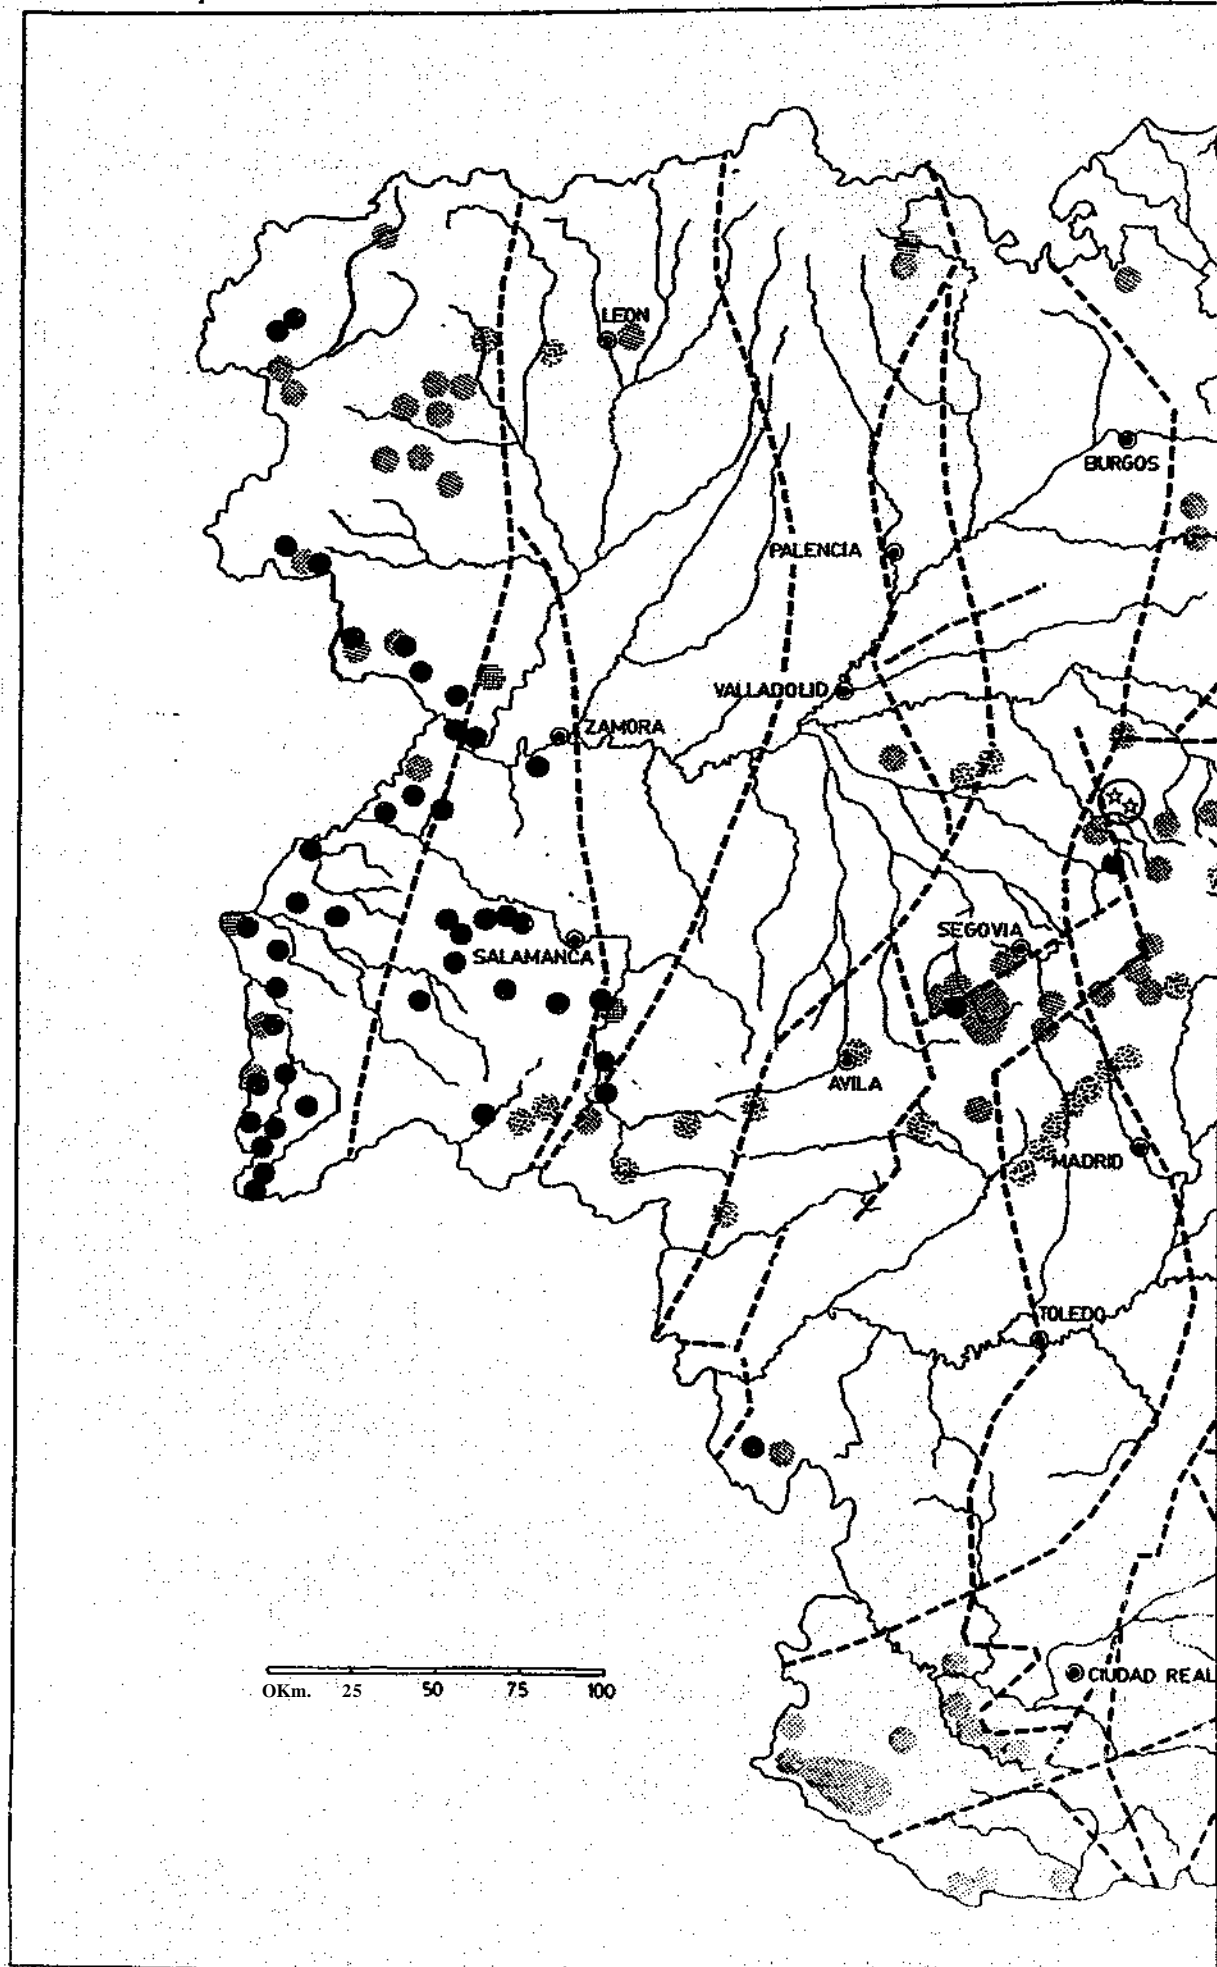 LEON
BURGOS
PALENCIA
VALLADOLID
ZAMORA
SEGOVIA
SALAMANCA
AVILA
MADRID
TOLEDO
CIUDAD REAL
OKm. 25 50 75 100